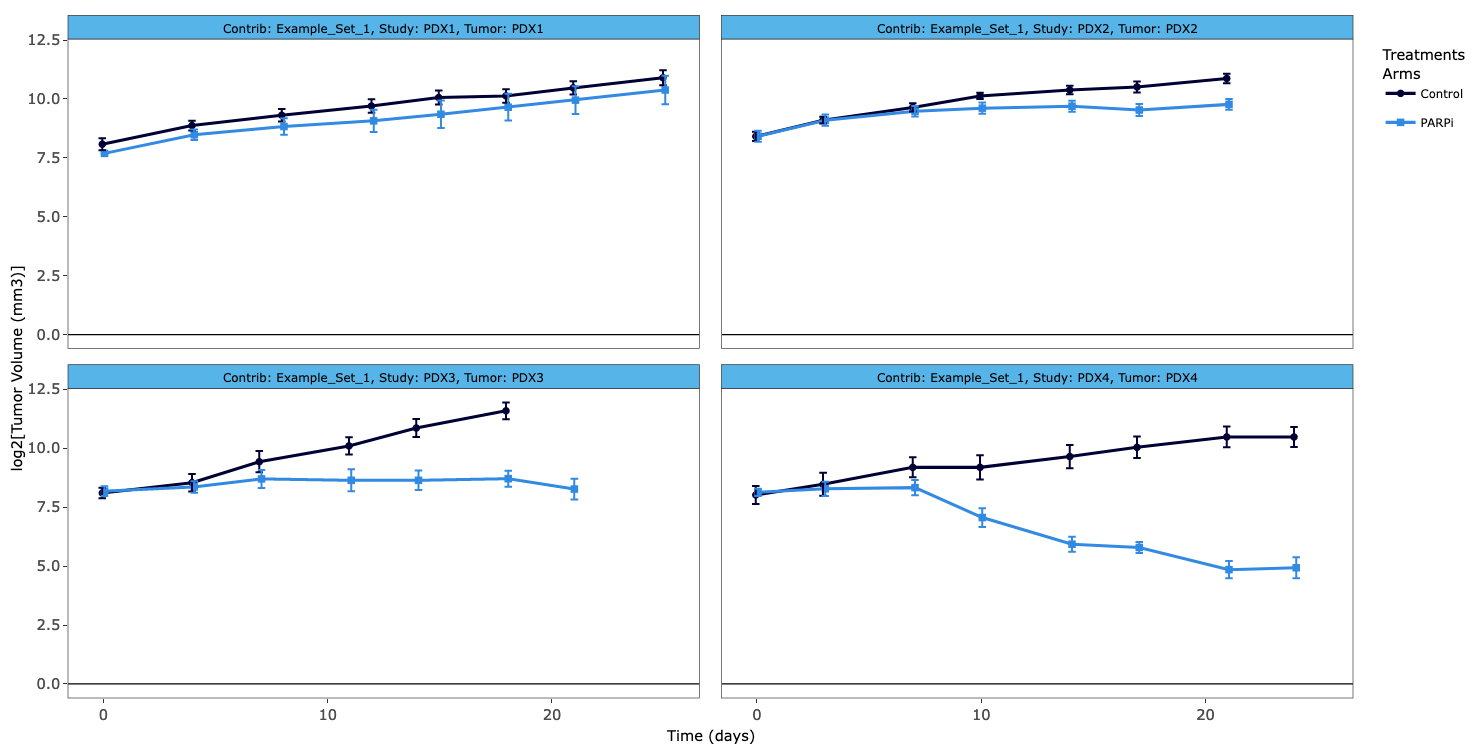 Contrib: Example_Set_1, Study: PDX1, Tumor: PDX1
Contrib: Example_Set_1, Study: PDX2, Tumor: PDX2
12.5
10.0
7.5
5.0
2.5
0.0
Treatments
Arms
Control
PARPi
log2[Tumor Volume (mm3)]
Contrib: Example_Set_1, Study: PDX3, Tumor: PDX3
Contrib: Example_Set_1, Study: PDX4, Tumor: PDX4
12.5
10.0
7.5
5.0
2.5
0.0
0 10 20
0 10 20
Time (days)